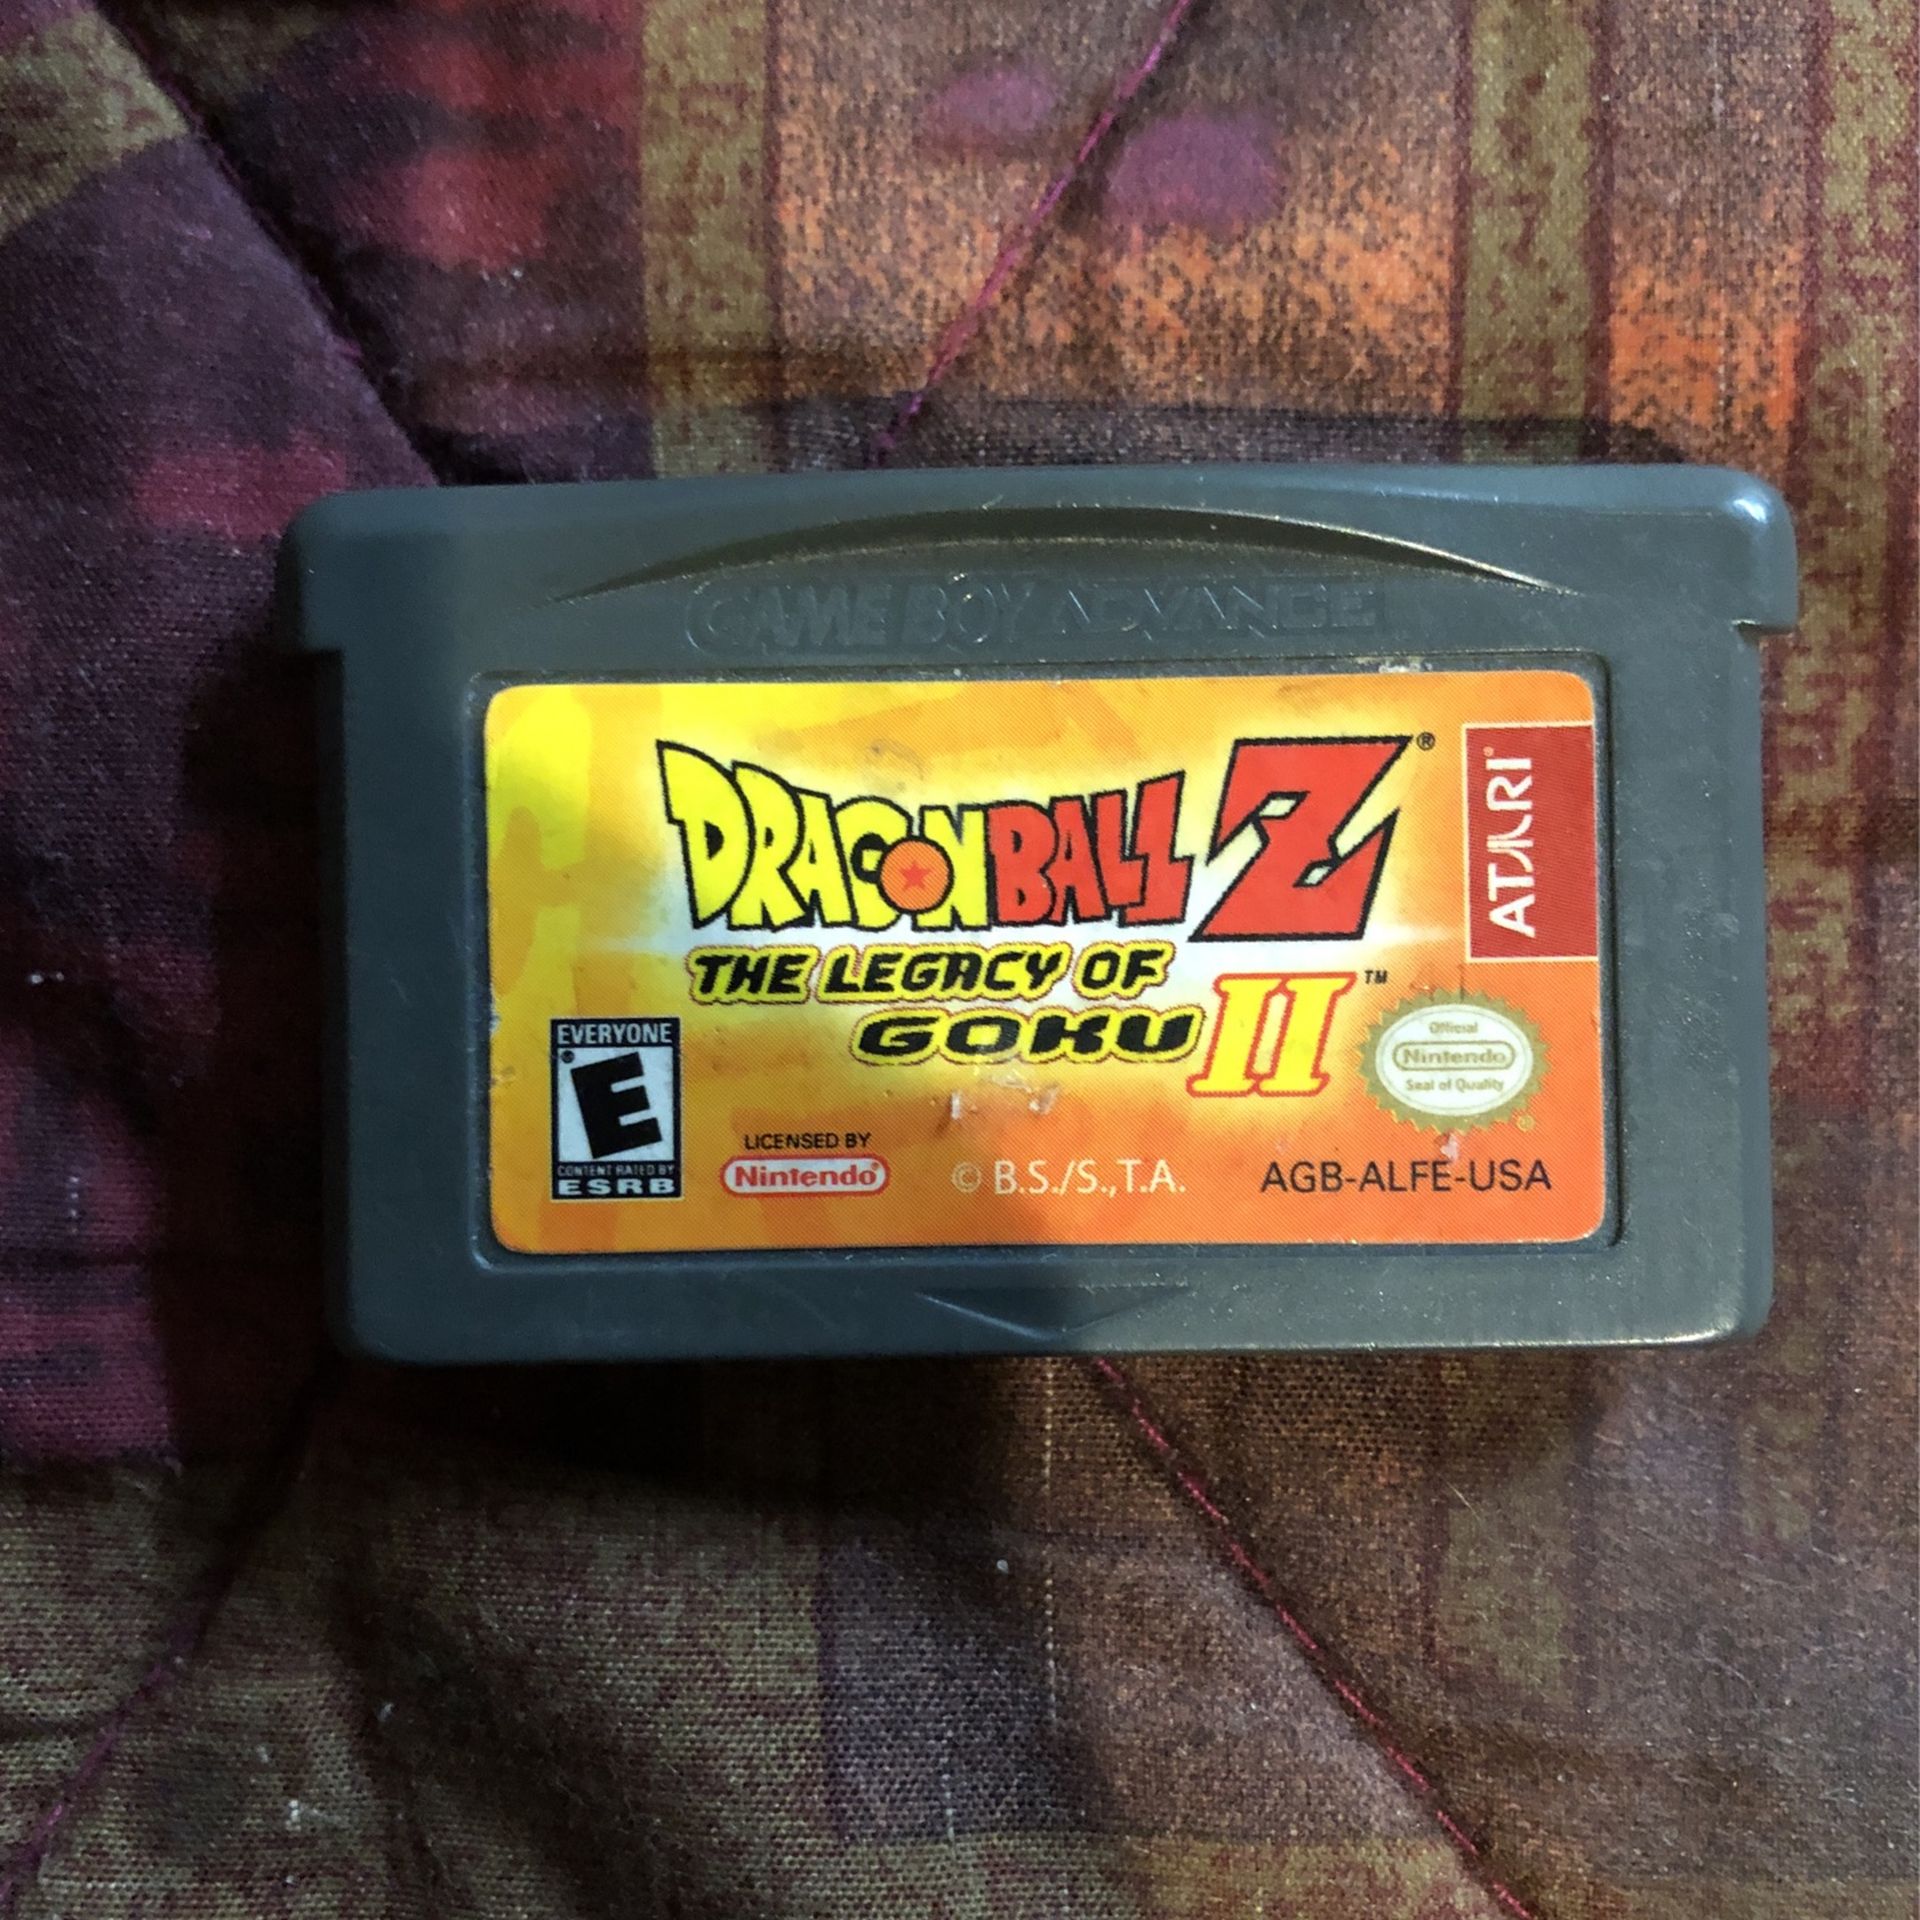 GAME BOY ADVANCE
DRAGONBALL Z®
ATARI®
THE LEGACY OF
GOKU II™
EVERYONE
E®
CONTENT RATED BY
ESRB
LICENSED BY
Nintendo®
© B.S./S.,T.A.
Official
Nintendo
Seal of Quality
®
AGB-ALFE-USA